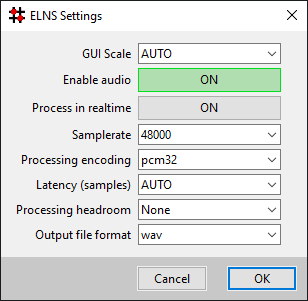 ELNS Settings
GUI Scale AUTO
Enable audio ON
Process in realtime ON
Samplerate 48000
Processing encoding pcm32
Latency (samples) AUTO
Processing headroom None
Output file format wav
Cancel OK